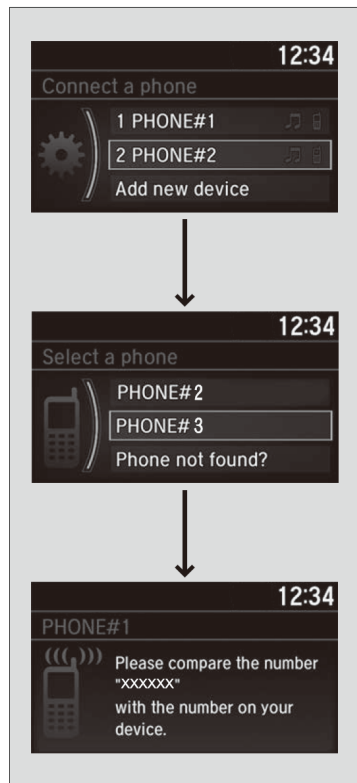 12:34
Connect a phone
1 PHONE#1
2 PHONE#2
Add new device
12:34
Select a phone
PHONE#2
PHONE#3
Phone not found?
12:34
PHONE#1
Please compare the number
"XXXXXX"
with the number on your
device.